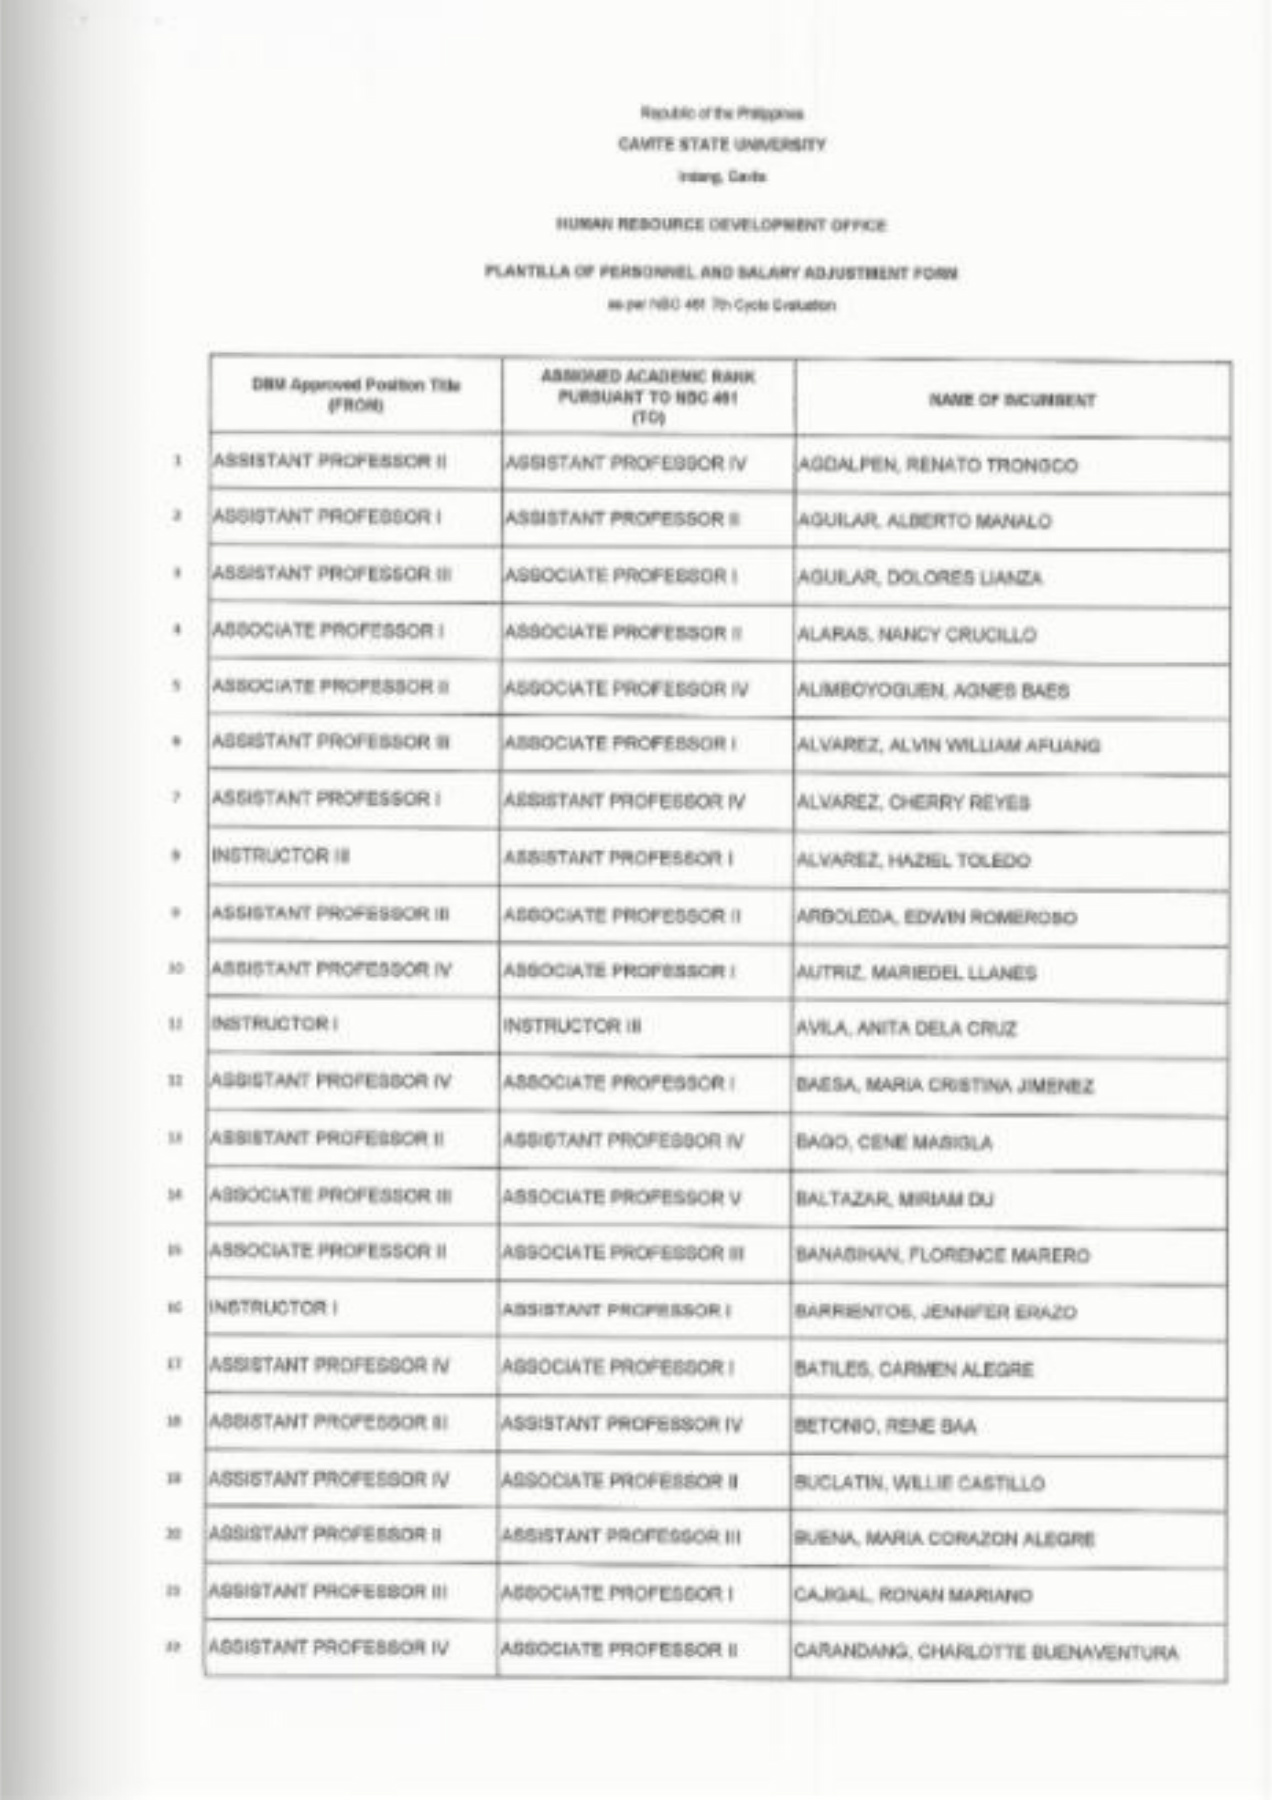 Republic of the Philippines
CAVITE STATE UNIVERSITY
Indang, Cavite
HUMAN RESOURCE DEVELOPMENT OFFICE
PLANTILLA OF PERSONNEL AND SALARY ADJUSTMENT FORM
as per NBC 461 7th Cycle Evaluation
DBM Approved Position Title (FROM) ASSIGNED ACADEMIC RANK PURSUANT TO NBC 461 (TO) NAME OF INCUMBENT
1 ASSISTANT PROFESSOR II ASSISTANT PROFESSOR IV AGDALPEN, RENATO TRONGCO
2 ASSISTANT PROFESSOR I ASSISTANT PROFESSOR II AGUILAR, ALBERTO MANALO
3 ASSISTANT PROFESSOR III ASSOCIATE PROFESSOR I AGUILAR, DOLORES LIANZA
4 ASSOCIATE PROFESSOR I ASSOCIATE PROFESSOR II ALARAS, NANCY CRUCILLO
5 ASSOCIATE PROFESSOR II ASSOCIATE PROFESSOR IV ALIMBOYOGUEN, AGNES BAES
6 ASSISTANT PROFESSOR III ASSOCIATE PROFESSOR I ALVAREZ, ALVIN WILLIAM AFUANG
7 ASSISTANT PROFESSOR I ASSISTANT PROFESSOR IV ALVAREZ, CHERRY REYES
8 INSTRUCTOR III ASSISTANT PROFESSOR I ALVAREZ, HAZIEL TOLEDO
9 ASSISTANT PROFESSOR III ASSOCIATE PROFESSOR II ARBOLEDA, EDWIN ROMEROSO
10 ASSISTANT PROFESSOR IV ASSOCIATE PROFESSOR I AUTRIZ, MARIEDEL LLANES
11 INSTRUCTOR I INSTRUCTOR III AVILA, ANITA DELA CRUZ
12 ASSISTANT PROFESSOR IV ASSOCIATE PROFESSOR I BAESA, MARIA CRISTINA JIMENEZ
13 ASSISTANT PROFESSOR II ASSISTANT PROFESSOR IV BAGO, CENE MASIGLA
14 ASSOCIATE PROFESSOR III ASSOCIATE PROFESSOR V BALTAZAR, MIRIAM DU
15 ASSOCIATE PROFESSOR II ASSOCIATE PROFESSOR III BANASIHAN, FLORENCE MARERO
16 INSTRUCTOR I ASSISTANT PROFESSOR I BARRIENTOS, JENNIFER ERAZO
17 ASSISTANT PROFESSOR IV ASSOCIATE PROFESSOR I BATILES, CARMEN ALEGRE
18 ASSISTANT PROFESSOR III ASSISTANT PROFESSOR IV BETONIO, RENE BAA
19 ASSISTANT PROFESSOR IV ASSOCIATE PROFESSOR II BUCLATIN, WILLIE CASTILLO
20 ASSISTANT PROFESSOR II ASSISTANT PROFESSOR III BUENA, MARIA CORAZON ALEGRE
21 ASSISTANT PROFESSOR III ASSOCIATE PROFESSOR I CAJIGAL, RONAN MARIANO
22 ASSISTANT PROFESSOR IV ASSOCIATE PROFESSOR II CARANDANG, CHARLOTTE BUENAVENTURA